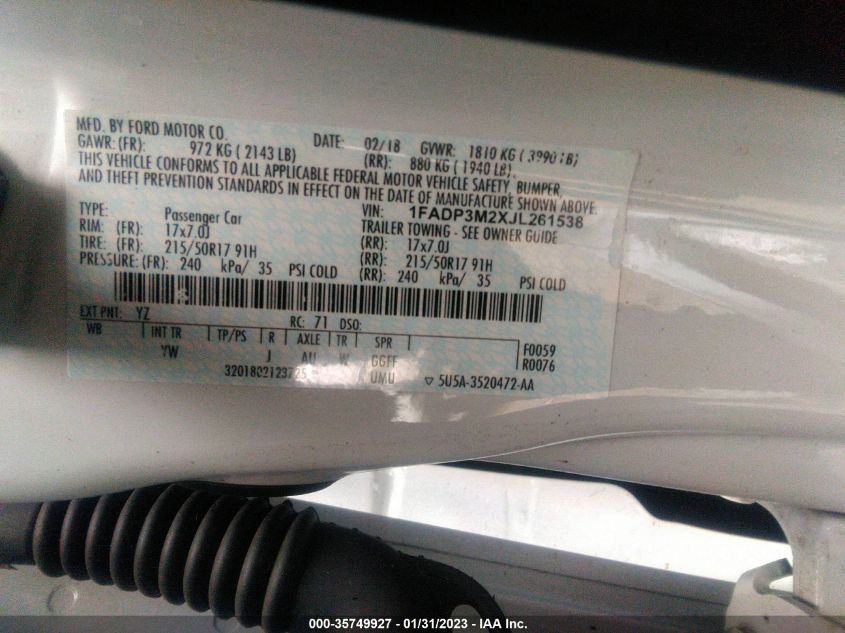 MFD. BY FORD MOTOR CO.
DATE: 02/18 GVWR: 1810 KG ( 3990 LB)
GAWR: (FR): 972 KG ( 2143 LB) (RR): 880 KG ( 1940 LB).
THIS VEHICLE CONFORMS TO ALL APPLICABLE FEDERAL MOTOR VEHICLE SAFETY, BUMPER,
AND THEFT PREVENTION STANDARDS IN EFFECT ON THE DATE OF MANUFACTURE SHOWN ABOVE.
VIN: 1FADP3M2XJL261538
TYPE: Passenger Car TRAILER TOWING - SEE OWNER GUIDE
RIM: (FR): 17x7.0J (RR): 17x7.0J
TIRE: (FR): 215/50R17 91H (RR): 215/50R17 91H
PRESSURE: (FR): 240 kPa/ 35 PSI COLD (RR): 240 kPa/ 35 PSI COLD
EXT PNT: YZ RC: 71 DSO:
WB INT TR TP/PS R AXLE TR SPR
F0059
YW J AU W GGFF R0076
3201802123725 UMU ▽ 5U5A-3520472-AA
000-35749927 - 01/31/2023 - IAA Inc.